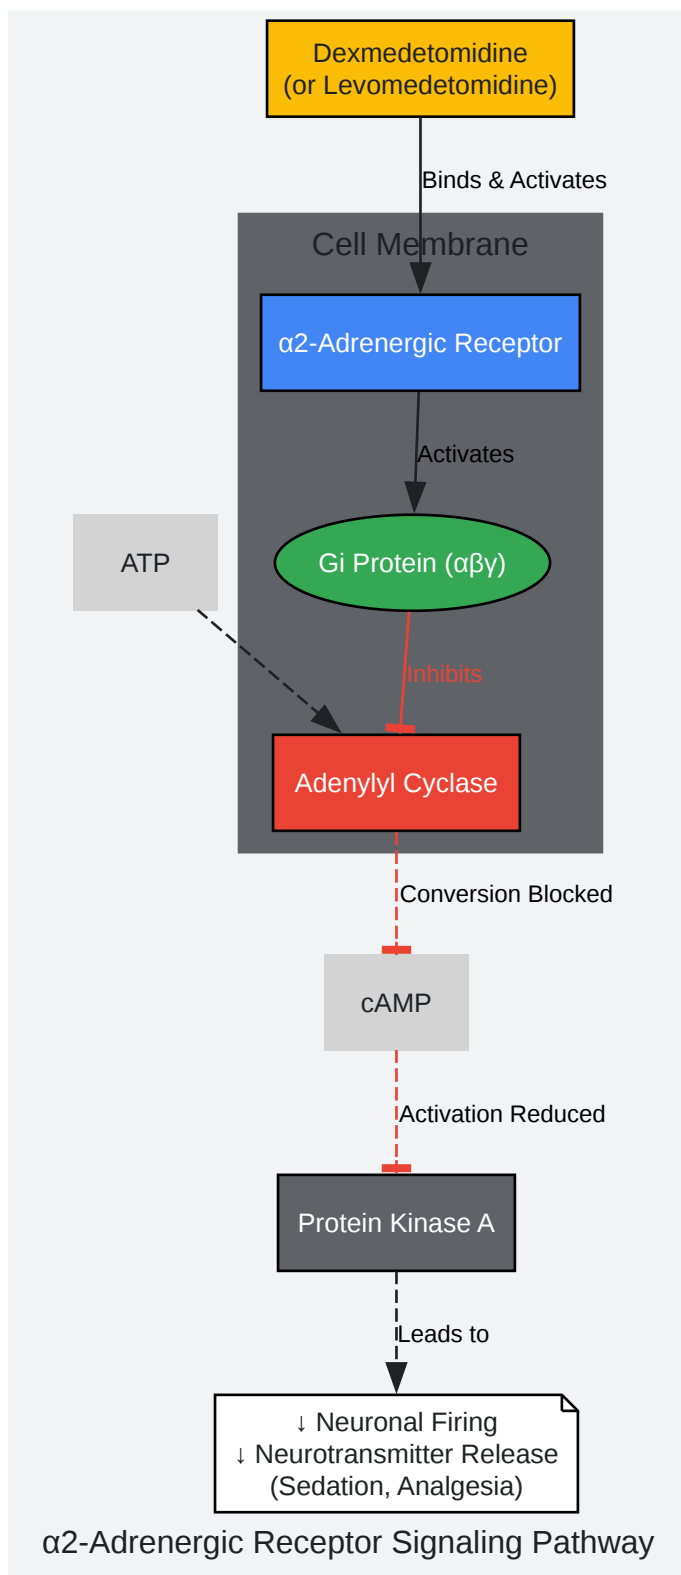 Dexmedetomidine
(or Levomedetomidine)
Binds & Activates
Cell Membrane
α2-Adrenergic Receptor
Activates
ATP
Gi Protein (αβγ)
Inhibits
Adenylyl Cyclase
Conversion Blocked
cAMP
Activation Reduced
Protein Kinase A
Leads to
↓ Neuronal Firing
↓ Neurotransmitter Release
(Sedation, Analgesia)
α2-Adrenergic Receptor Signaling Pathway